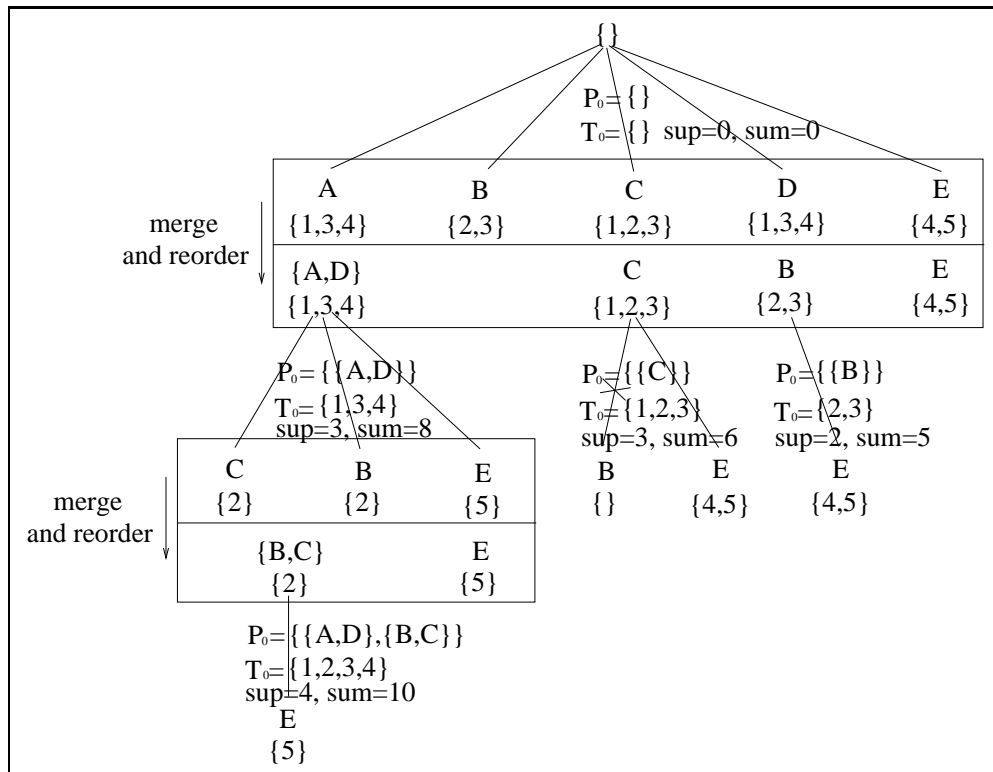 {}
P₀= {}
T₀= {} sup=0, sum=0
A B C D E
{1,3,4} {2,3} {1,2,3} {1,3,4} {4,5}
merge
and reorder
{A,D} C B E
{1,3,4} {1,2,3} {2,3} {4,5}
P₀= {{A,D}} P₀= {{C}} P₀= {{B}}
T₀= {1,3,4} T₀= {1,2,3} T₀= {2,3}
sup=3, sum=8 sup=3, sum=6 sup=2, sum=5
C B E B E E
{2} {2} {5} {} {4,5} {4,5}
merge
and reorder
{B,C} E
{2} {5}
P₀= {{A,D},{B,C}}
T₀= {1,2,3,4}
sup=4, sum=10
E
{5}